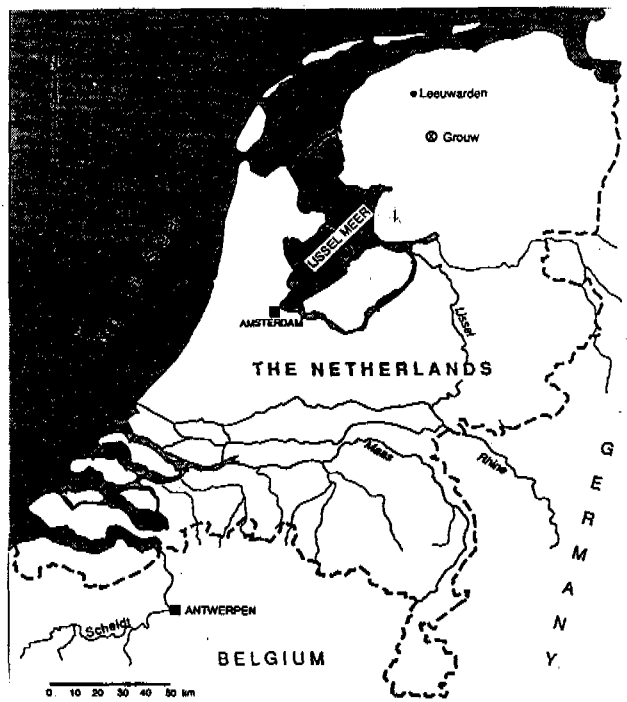 Leeuwarden
Grouw
IJSSEL MEER
AMSTERDAM
IJssel
THE NETHERLANDS
Maas
Rhine
GERMANY
ANTWERPEN
Scheldt
BELGIUM
0 10 20 30 40 50 km